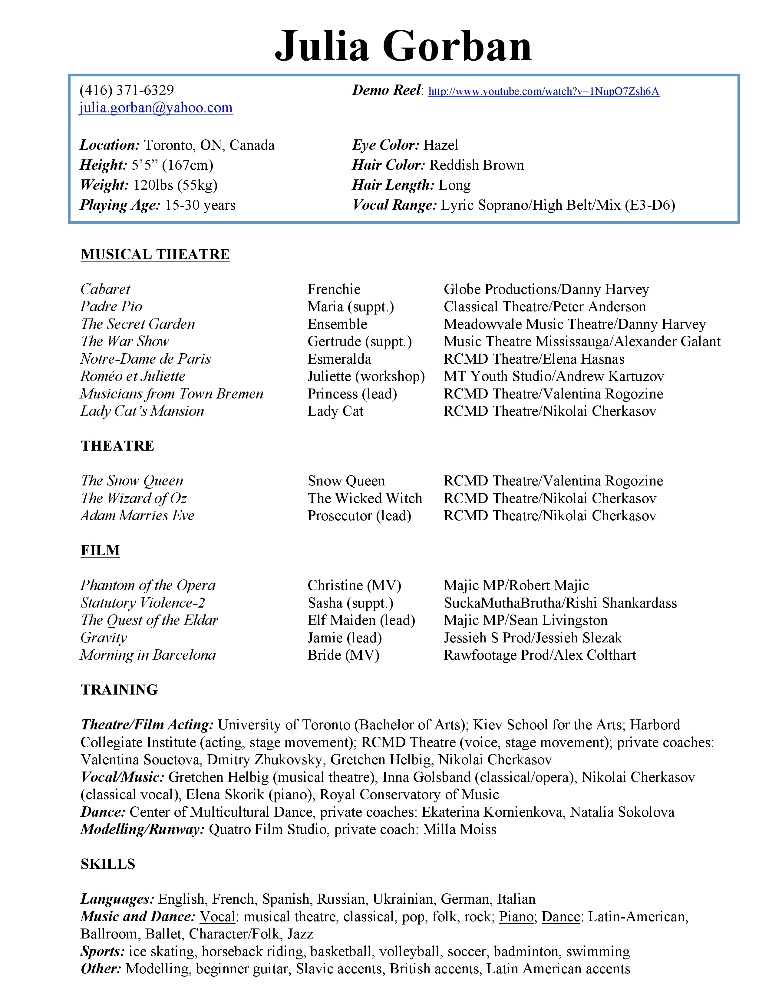 Julia Gorban
(416) 371-6329 Demo Reel: http://www.youtube.com/watch?v=1NupO7Zsh6A
julia.gorban@yahoo.com
Location: Toronto, ON, Canada Eye Color: Hazel
Height: 5’5” (167cm) Hair Color: Reddish Brown
Weight: 120lbs (55kg) Hair Length: Long
Playing Age: 15-30 years Vocal Range: Lyric Soprano/High Belt/Mix (E3-D6)
MUSICAL THEATRE
Cabaret Frenchie Globe Productions/Danny Harvey
Padre Pio Maria (suppt.) Classical Theatre/Peter Anderson
The Secret Garden Ensemble Meadowvale Music Theatre/Danny Harvey
The War Show Gertrude (suppt.) Music Theatre Mississauga/Alexander Galant
Notre-Dame de Paris Esmeralda RCMD Theatre/Elena Hasnas
Roméo et Juliette Juliette (workshop) MT Youth Studio/Andrew Kartuzov
Musicians from Town Bremen Princess (lead) RCMD Theatre/Valentina Rogozine
Lady Cat’s Mansion Lady Cat RCMD Theatre/Nikolai Cherkasov
THEATRE
The Snow Queen Snow Queen RCMD Theatre/Valentina Rogozine
The Wizard of Oz The Wicked Witch RCMD Theatre/Nikolai Cherkasov
Adam Marries Eve Prosecutor (lead) RCMD Theatre/Nikolai Cherkasov
FILM
Phantom of the Opera Christine (MV) Majic MP/Robert Majic
Statutory Violence-2 Sasha (suppt.) SuckaMuthaBrutha/Rishi Shankardass
The Quest of the Eldar Elf Maiden (lead) Majic MP/Sean Livingston
Gravity Jamie (lead) Jessieh S Prod/Jessieh Slezak
Morning in Barcelona Bride (MV) Rawfootage Prod/Alex Colthart
TRAINING
Theatre/Film Acting: University of Toronto (Bachelor of Arts); Kiev School for the Arts; Harbord
Collegiate Institute (acting, stage movement); RCMD Theatre (voice, stage movement); private coaches:
Valentina Souctova, Dmitry Zhukovsky, Gretchen Helbig, Nikolai Cherkasov
Vocal/Music: Gretchen Helbig (musical theatre), Inna Golsband (classical/opera), Nikolai Cherkasov
(classical vocal), Elena Skorik (piano), Royal Conservatory of Music
Dance: Center of Multicultural Dance, private coaches: Ekaterina Kornienkova, Natalia Sokolova
Modelling/Runway: Quatro Film Studio, private coach: Milla Moiss
SKILLS
Languages: English, French, Spanish, Russian, Ukrainian, German, Italian
Music and Dance: Vocal: musical theatre, classical, pop, folk, rock; Piano; Dance: Latin-American,
Ballroom, Ballet, Character/Folk, Jazz
Sports: ice skating, horseback riding, basketball, volleyball, soccer, badminton, swimming
Other: Modelling, beginner guitar, Slavic accents, British accents, Latin American accents